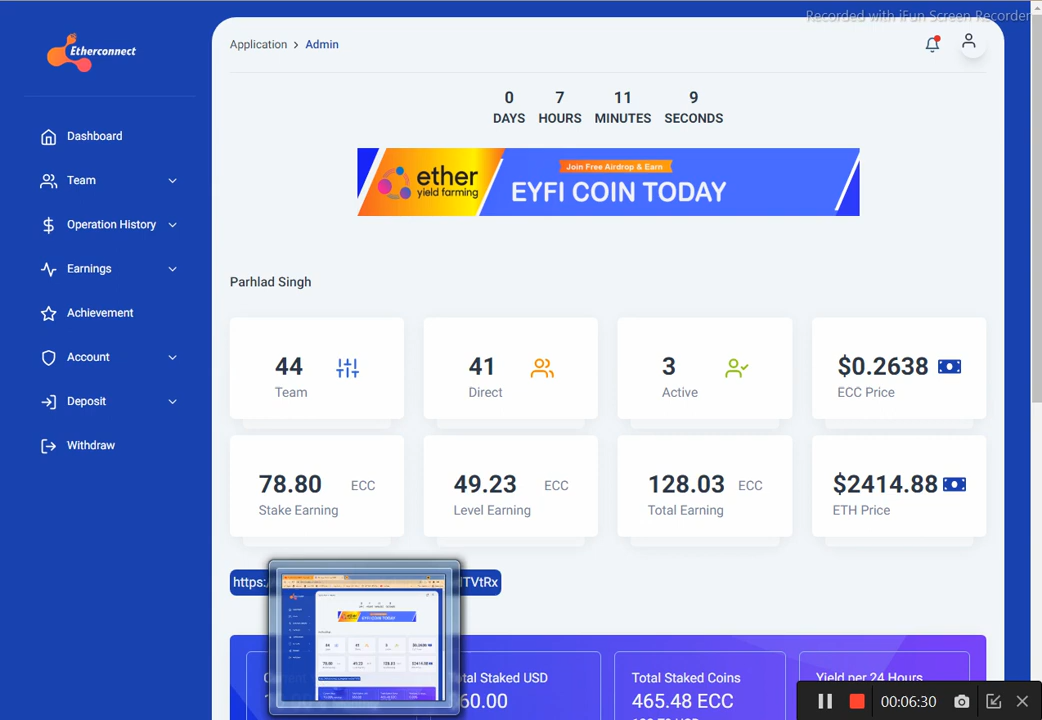 Recorded with iFun Screen Recorder
Etherconnect
Application > Admin
0 7 11 9
DAYS HOURS MINUTES SECONDS
Dashboard
Team
Operation History
Earnings
Achievement
Account
Deposit
Withdraw
ether
yield farming
Join Free Airdrop & Earn
EYFI COIN TODAY
Parhlad Singh
44
Team
41
Direct
3
Active
$0.2638
ECC Price
78.80 ECC
Stake Earning
49.23 ECC
Level Earning
128.03 ECC
Total Earning
$2414.88
ETH Price
https: TVtRx
Staked USD
60.00
Total Staked Coins
465.48 ECC
Yield per 24 Hours
00:06:30